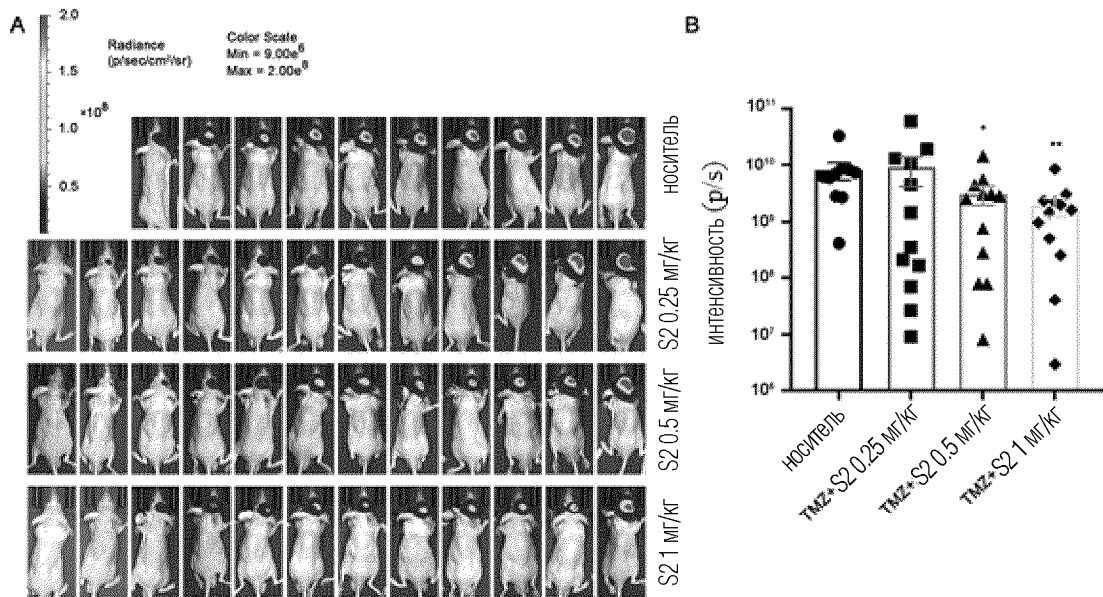 A
2.0
1.5
1.0
0.5
×10⁸
Radiance
(p/sec/cm²/sr)
Color Scale
Min = 9.00e⁶
Max = 2.00e⁸
носитель
S2 0.25 мг/кг
S2 0.5 мг/кг
S2 1 мг/кг
B
интенсивность (p/s)
10¹¹
10¹⁰
10⁹
10⁸
10⁷
10⁶
*
**
носитель
TMZ+S2 0.25 мг/кг
TMZ+S2 0.5 мг/кг
TMZ+S2 1 мг/кг